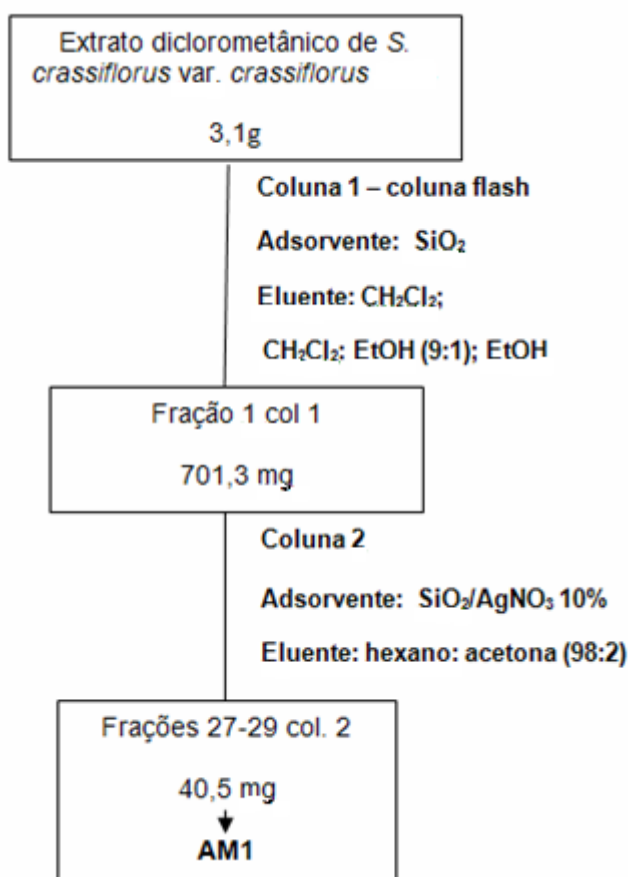 Extrato diclorometânico de S.
crassiflorus var. crassiflorus
3,1g
Coluna 1 – coluna flash
Adsorvente: SiO₂
Eluente: CH₂Cl₂;
CH₂Cl₂: EtOH (9:1); EtOH
Fração 1 col 1
701,3 mg
Coluna 2
Adsorvente: SiO₂/AgNO₃ 10%
Eluente: hexano: acetona (98:2)
Frações 27-29 col. 2
40,5 mg
AM1